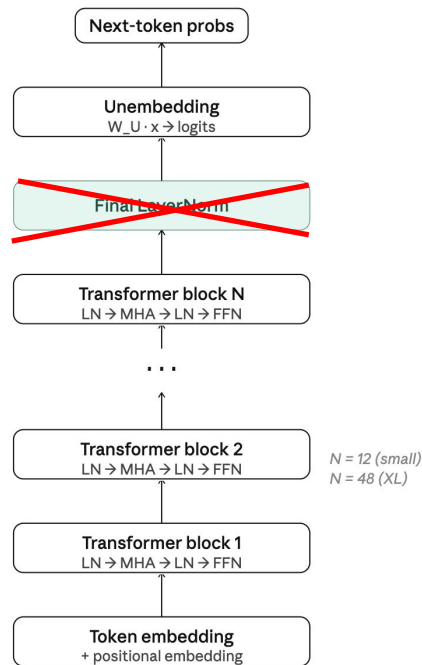 Next-token probs
Unembedding
W_U · x → logits
Final LayerNorm
Transformer block N
LN → MHA → LN → FFN
...
Transformer block 2
LN → MHA → LN → FFN
N = 12 (small)
N = 48 (XL)
Transformer block 1
LN → MHA → LN → FFN
Token embedding
+ positional embedding